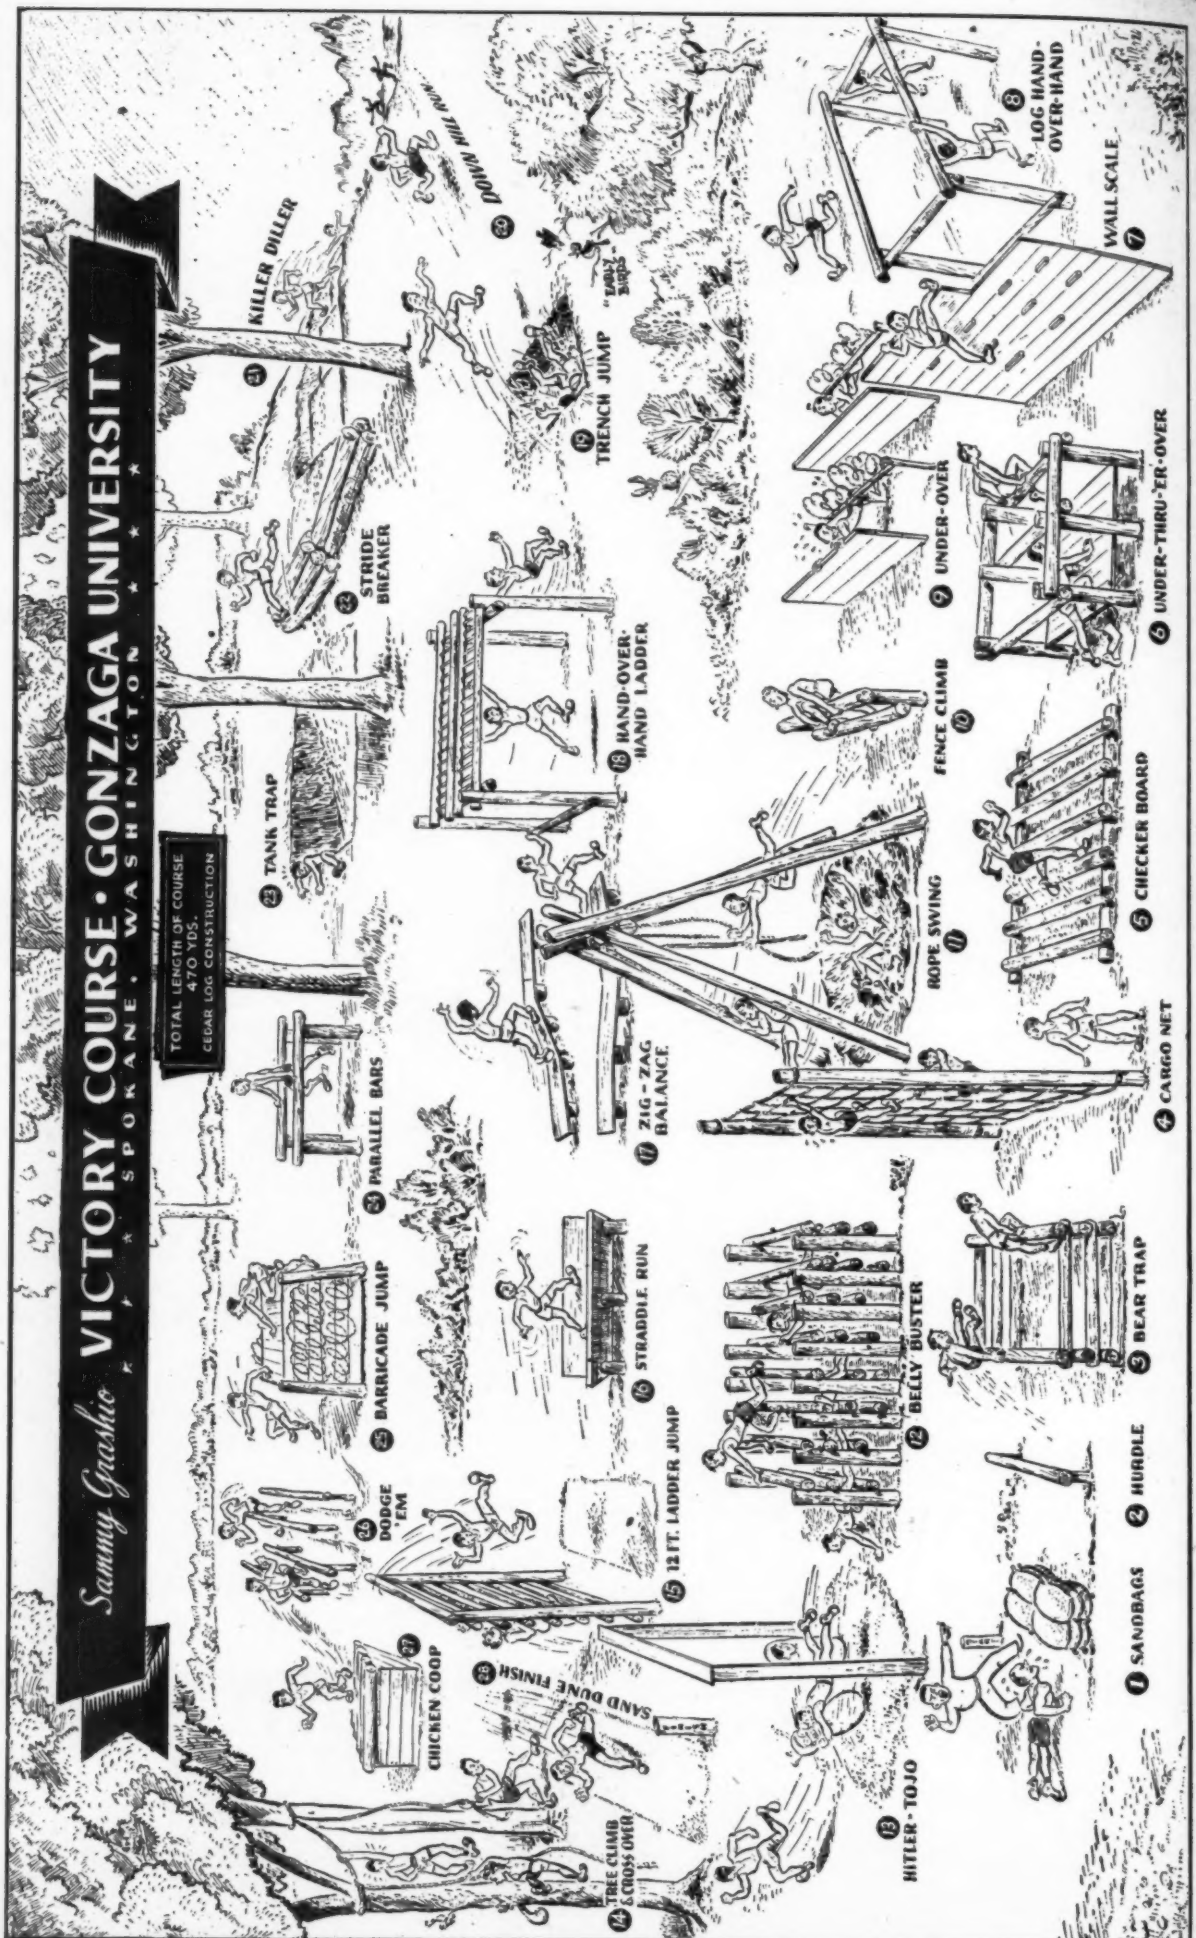 Sammy Grashio VICTORY COURSE • GONZAGA UNIVERSITY
SPOKANE, WASHINGTON
TOTAL LENGTH OF COURSE
470 YDS.
CEDAR LOG CONSTRUCTION
1 SANDBAGS
2 HURDLE
3 BEAR TRAP
4 CARGO NET
5 CHECKER BOARD
6 UNDER-THRU-'ER-OVER
WALL SCALE
7
8
LOG HAND-
OVER-HAND
9 UNDER-OVER
FENCE CLIMB
10
ROPE SWING
11
12 BELLY BUSTER
13
HITLER-TOJO
14 TREE CLIMB
& CROSS OVER
15 12 FT. LADDER JUMP
16 STRADDLE RUN
17 ZIG-ZAG
BALANCE
18 HAND-OVER-
HAND LADDER
19
TRENCH JUMP
"EARLY
BIRDS
20 DOWN HILL RUN
21 KILLER DILLER
22 STRIDE
BREAKER
23 TANK TRAP
24 PARALLEL BARS
25 BARRICADE JUMP
26 DODGE
'EM
CHICKEN COOP 27
28 SAND DUNE FINISH